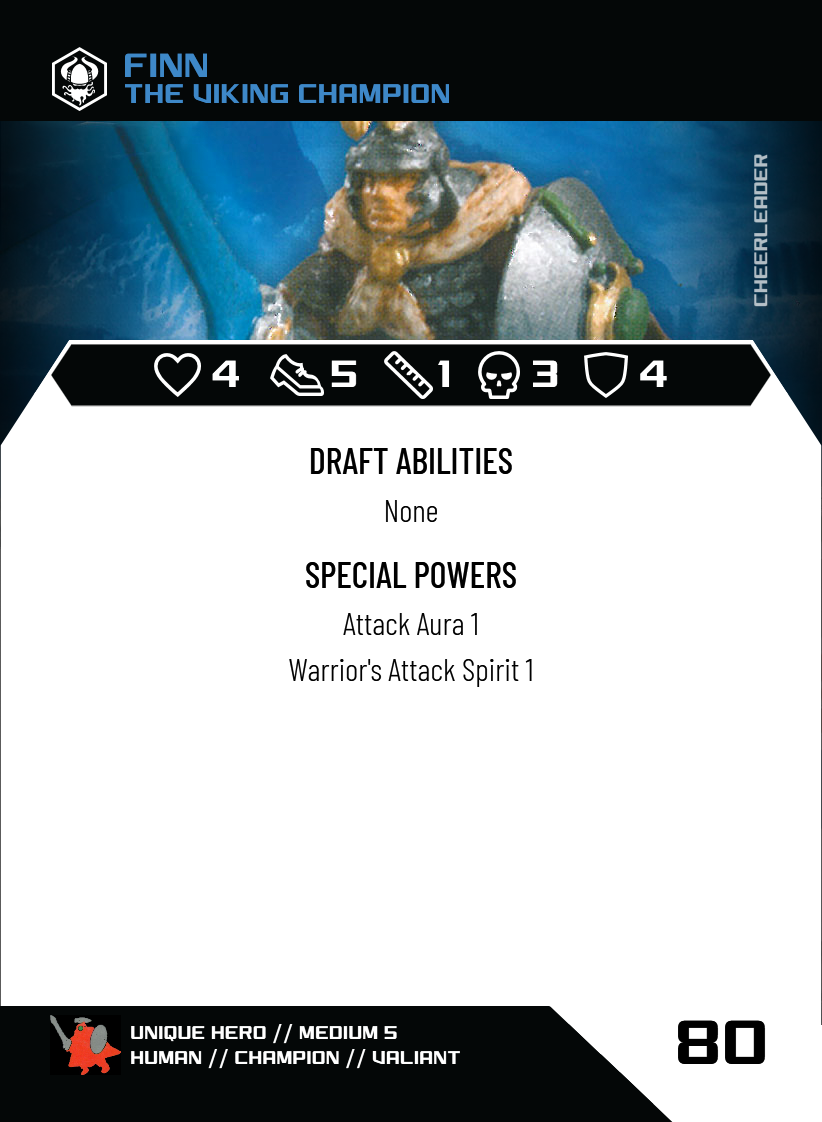 FINN
THE VIKING CHAMPION
CHEERLEADER
4 5 1 3 4
DRAFT ABILITIES
None
SPECIAL POWERS
Attack Aura 1
Warrior's Attack Spirit 1
UNIQUE HERO // MEDIUM 5
HUMAN // CHAMPION // VALIANT
80